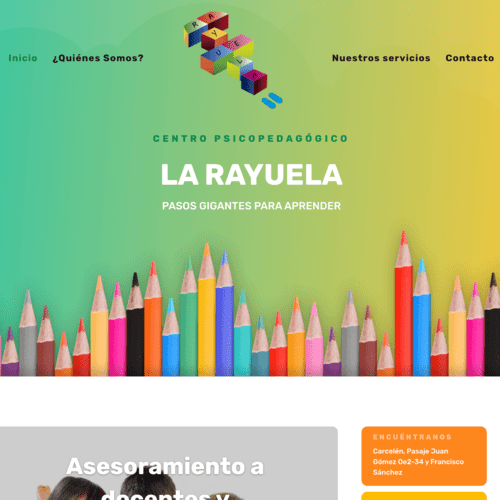 Inicio
¿Quiénes Somos?
Nuestros servicios
Contacto
CENTRO PSICOPEDAGÓGICO
LA RAYUELA
PASOS GIGANTES PARA APRENDER
Asesoramiento a
docentes y
ENCUÉNTRANOS
Carcelén, Pasaje Juan
Gómez Oe2-34 y Francisco
Sánchez